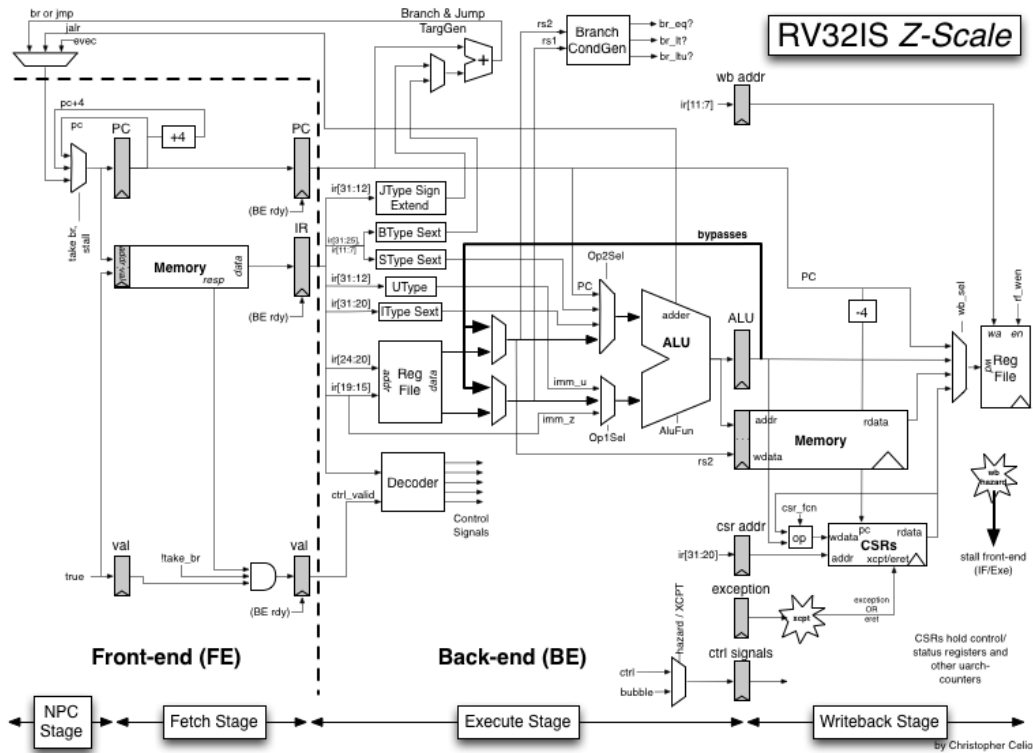 br or jmp
jalr
evec
Branch & Jump
TargGen
+
rs2
rs1
Branch
CondGen
br_eq?
br_lt?
br_ltu?
RV32IS Z-Scale
wb addr
ir[11:7]
pc+4
pc
PC
+4
PC
take br,
stall
(BE rdy)
ir[31:12]
JType Sign
Extend
IR
ir[31:25],
ir[11:7]
BType Sext
SType Sext
bypasses
Op2Sel
addr
val
Memory
resp
data
(BE rdy)
ir[31:12]
UType
ir[31:20]
IType Sext
PC
PC
-4
wb_sel
rf_wen
adder
ALU
ALU
wa
en
Reg
File
wd
ir[24:20]
ir[19:15]
addr
Reg
File
data
imm_u
imm_z
Op1Sel
AluFun
addr
...
wdata
Memory
rdata
rs2
Decoder
ctrl_valid
Control
Signals
wb
hazard
stall front-end
(IF/Exe)
csr_fcn
op
csr addr
ir[31:20]
pc
wdata
rdata
CSRs
addr
xcpt/eret
true
val
!take_br
val
(BE rdy)
exception
xcpt
exception
OR
eret
hazard / XCPT
ctrl signals
ctrl
bubble
CSRs hold control/
status registers and
other uarch-
counters
Front-end (FE)
Back-end (BE)
NPC
Stage
Fetch Stage
Execute Stage
Writeback Stage
by Christopher Celio